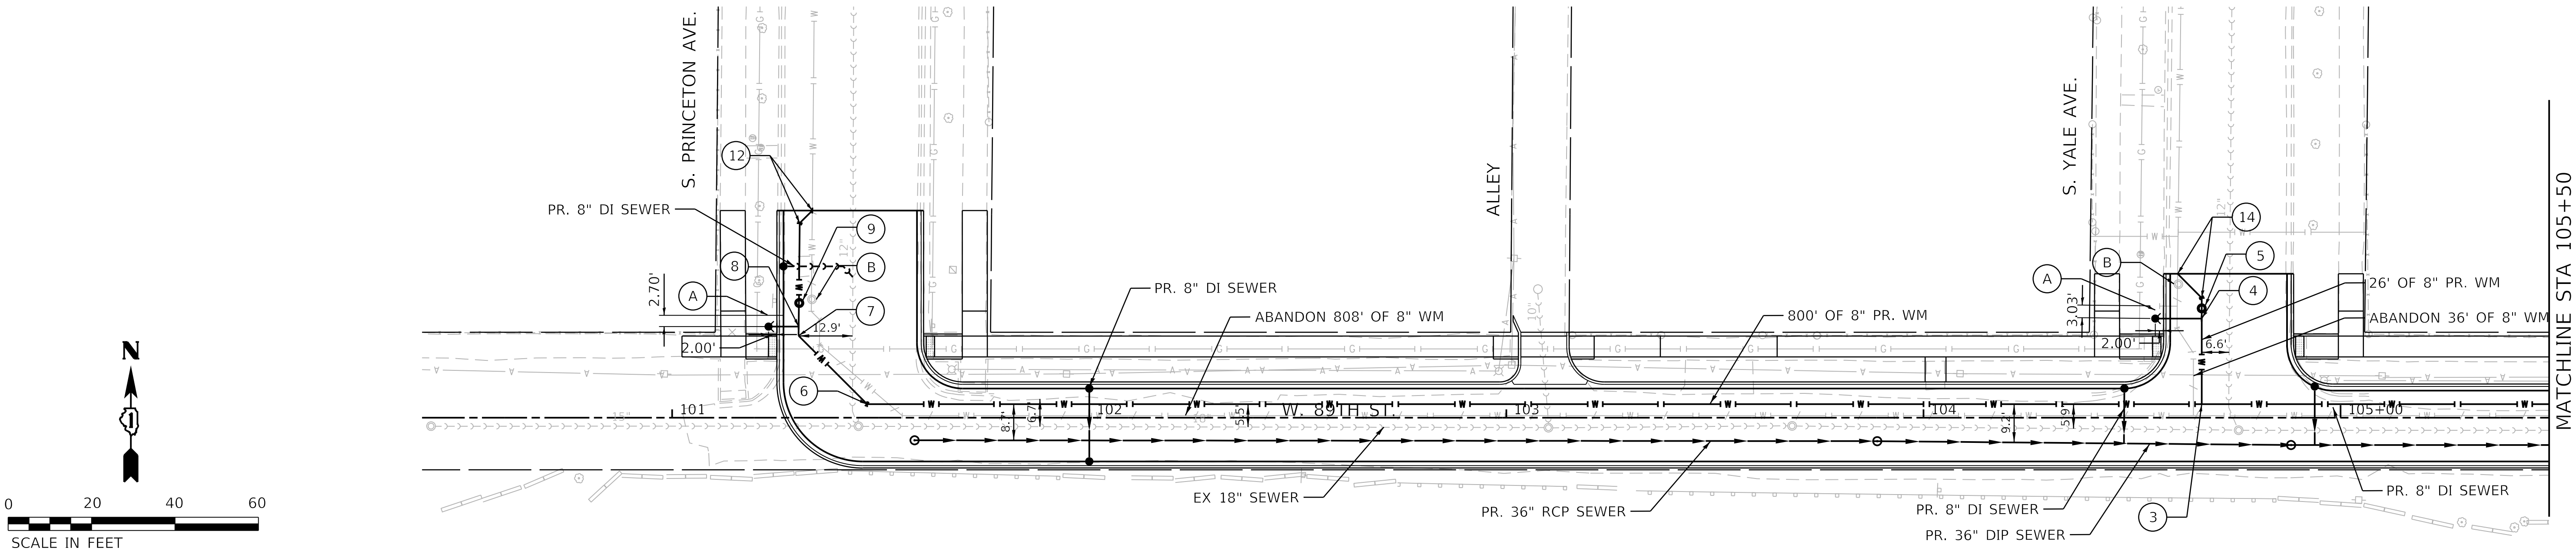 S. PRINCETON AVE.
12
PR. 8" DI SEWER
9
12"
B
8
2.70'
A
7
12.9'
2.00'
6
101
15"
PR. 8" DI SEWER
ABANDON 808' OF 8" WM
ALLEY
10"
800' OF 8" PR. WM
8.7'
6.7'
102
5.5'
W. 89TH ST.
103
104
9.2'
5.9'
105+00
EX 18" SEWER
PR. 36" RCP SEWER
PR. 8" DI SEWER
PR. 36" DIP SEWER
3
PR. 8" DI SEWER
S. YALE AVE.
12"
14
B
5
A
4
3.03'
2.00'
6.6'
26' OF 8" PR. WM
ABANDON 36' OF 8" WM
MATCHLINE STA 105+50
N
1
0 20 40 60
SCALE IN FEET